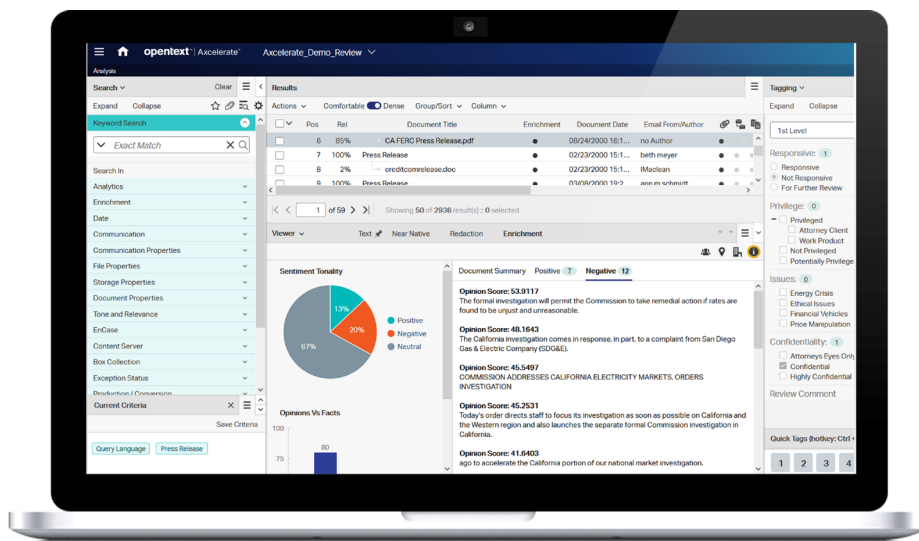 opentext™ | Axcelerate™
Axcelerate_Demo_Review
Analysis
Search
Clear
Expand Collapse
Keyword Search
Exact Match
Search In
Analytics
Enrichment
Date
Communication
Communication Properties
File Properties
Storage Properties
Document Properties
Tone and Relevance
EnCase
Content Server
Box Collection
Exception Status
Production / Conversion
Current Criteria
Save Criteria
Query Language Press Release
Results
Actions Comfortable Dense Group/Sort Column
Pos Rel Document Title Enrichment Document Date Email From/Author
6 85% CA FERC Press Release.pdf 08/24/2000 16:1... no Author
7 100% Press Release 02/23/2000 15:1... beth meyer
8 2% creditcomrelease.doc 02/23/2000 15:1... lMaclean
9 100% Press Release 03/08/2000 19:2 ann m schmidt
1 of 59 Showing 50 of 2936 result(s) : 0 selected
Viewer Text Near Native Redaction Enrichment
Sentiment Tonality
13%
20%
67%
Positive
Negative
Neutral
Opinions Vs Facts
100
80
75
Document Summary Positive 7 Negative 12
Opinion Score: 53.9117
The formal investigation will permit the Commission to take remedial action if rates are
found to be unjust and unreasonable.
Opinion Score: 48.1643
The California investigation comes in response, in part, to a complaint from San Diego
Gas & Electric Company (SDG&E).
Opinion Score: 45.5497
COMMISSION ADDRESSES CALIFORNIA ELECTRICITY MARKETS, ORDERS
INVESTIGATION
Opinion Score: 45.2531
Today's order directs staff to focus its investigation as soon as possible on California and
the Western region and also launches the separate formal Commission investigation in
California.
Opinion Score: 41.6403
ago to accelerate the California portion of our national market investigation.
Tagging
Expand Collapse
1st Level
Responsive: 1
Responsive
Not Responsive
For Further Review
Privilege: 0
Privileged
Attorney Client
Work Product
Not Privileged
Potentially Privilege
Issues: 0
Energy Crisis
Ethical Issues
Financial Vehicles
Price Manipulation
Confidentiality: 1
Attorneys Eyes Only
Confidential
Highly Confidential
Review Comment
Quick Tags (hotkey: Ctrl +
1 2 3 4